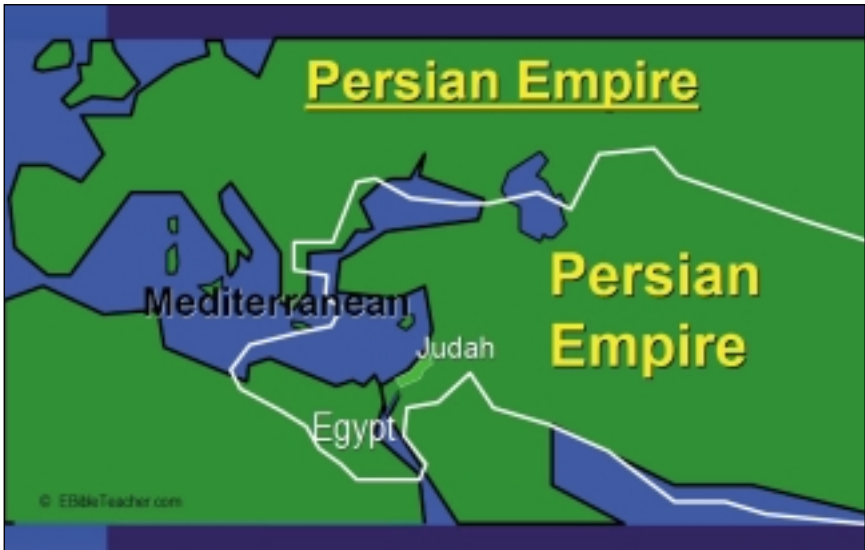 Persian Empire
Persian
Empire
Mediterranean
Judah
Egypt
© EBibleTeacher.com